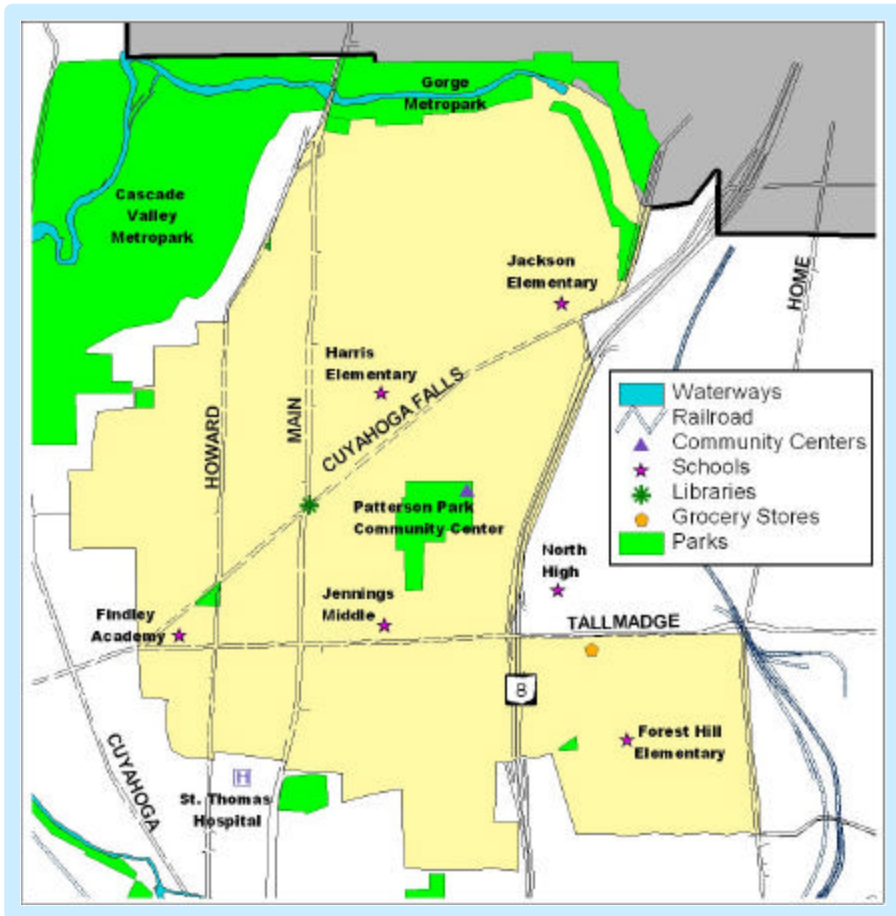 Gorge
Metropark
Cascade
Valley
Metropark
Jackson
Elementary
HOME
Harris
Elementary
CUYAHOGA FALLS
HOWARD
MAIN
Waterways
Railroad
Community Centers
Schools
Libraries
Grocery Stores
Parks
Patterson Park
Community Center
North
High
Jennings
Middle
Findley
Academy
TALLMADGE
8
Forest Hill
Elementary
CUYAHOGA
H
St. Thomas
Hospital